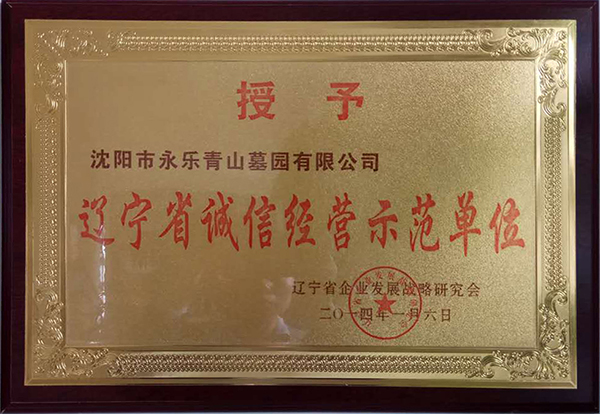 授予
沈阳市永乐青山墓园有限公司
辽宁省诚信经营示范单位
辽宁省企业发展战略研究会
二〇一四年一月六日